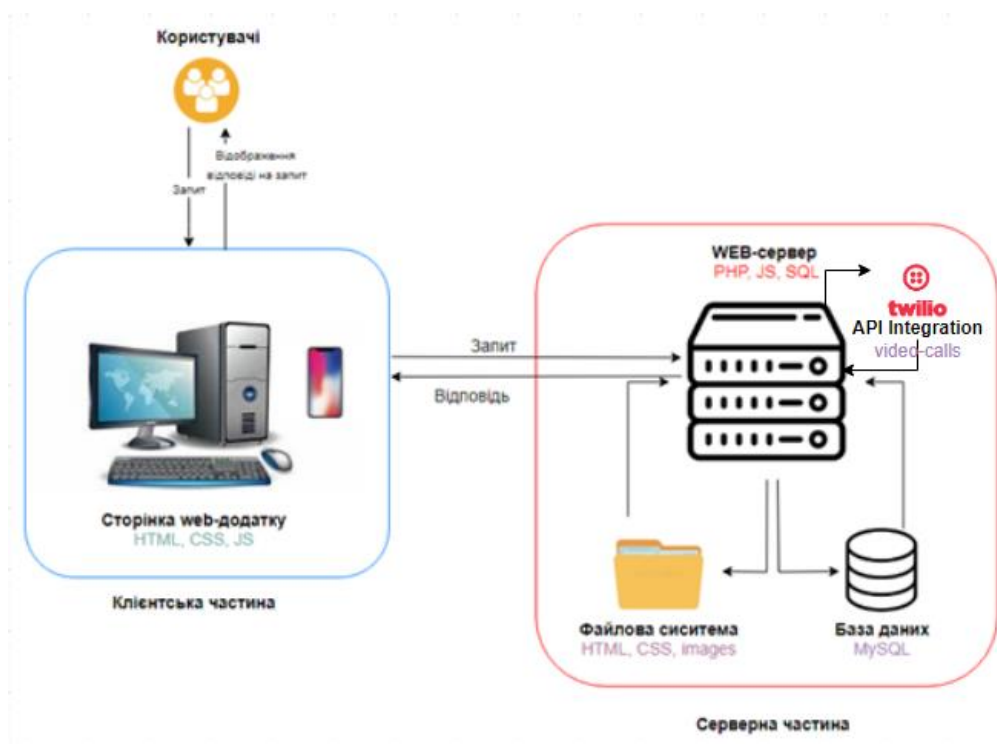 Користувачі
Відображення
відповіді на запит
Запит
WEB-сервер
PHP, JS, SQL
twilio
API Integration
video-calls
Запит
Відповідь
Сторінка web-додатку
HTML, CSS, JS
Клієнтська частина
Файлова сиситема
HTML, CSS, images
База даних
MySQL
Серверна частина